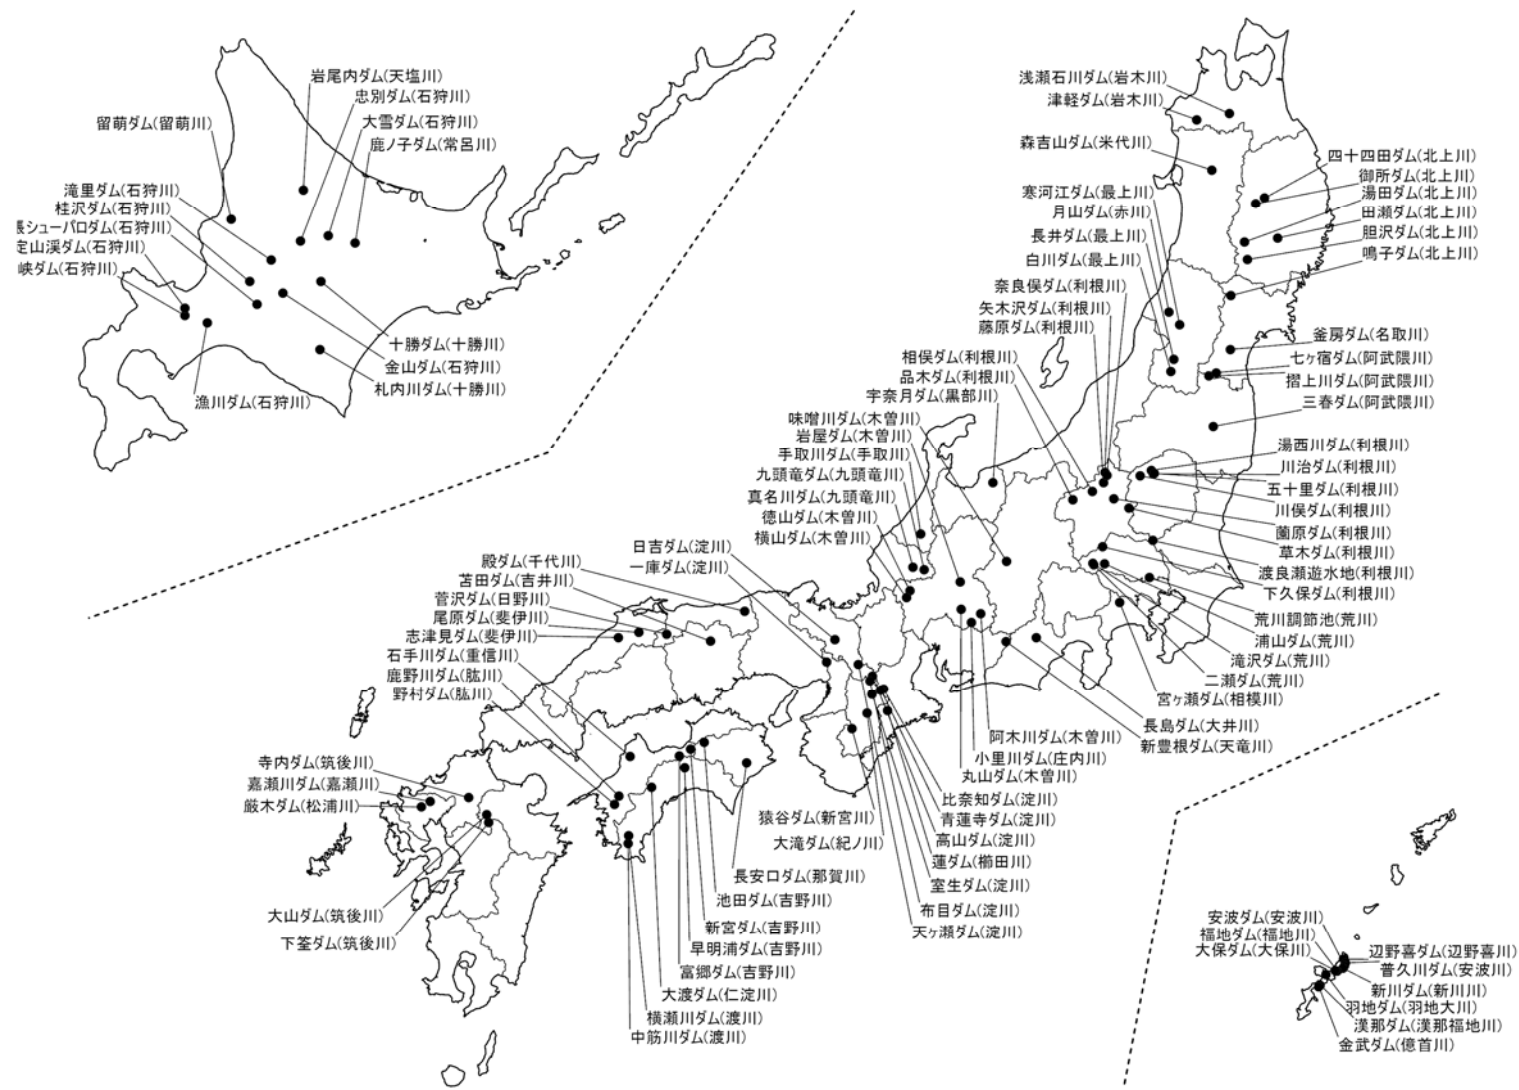 岩尾内ダム(天塩川)
忠別ダム(石狩川)
大雪ダム(石狩川)
鹿ノ子ダム(常呂川)
留萌ダム(留萌川)
滝里ダム(石狩川)
桂沢ダム(石狩川)
張シューパロダム(石狩川)
定山渓ダム(石狩川)
峡ダム(石狩川)
十勝ダム(十勝川)
金山ダム(石狩川)
札内川ダム(十勝川)
漁川ダム(石狩川)
浅瀬石川ダム(岩木川)
津軽ダム(岩木川)
森吉山ダム(米代川)
寒河江ダム(最上川)
月山ダム(赤川)
長井ダム(最上川)
白川ダム(最上川)
奈良俣ダム(利根川)
矢木沢ダム(利根川)
藤原ダム(利根川)
相俣ダム(利根川)
品木ダム(利根川)
宇奈月ダム(黒部川)
味噌川ダム(木曽川)
岩屋ダム(木曽川)
手取川ダム(手取川)
九頭竜ダム(九頭竜川)
真名川ダム(九頭竜川)
徳山ダム(木曽川)
横山ダム(木曽川)
四十四田ダム(北上川)
御所ダム(北上川)
湯田ダム(北上川)
田瀬ダム(北上川)
胆沢ダム(北上川)
鳴子ダム(北上川)
釜房ダム(名取川)
七ヶ宿ダム(阿武隈川)
摺上川ダム(阿武隈川)
三春ダム(阿武隈川)
湯西川ダム(利根川)
川治ダム(利根川)
五十里ダム(利根川)
川俣ダム(利根川)
薗原ダム(利根川)
草木ダム(利根川)
渡良瀬遊水地(利根川)
下久保ダム(利根川)
荒川調節池(荒川)
浦山ダム(荒川)
滝沢ダム(荒川)
二瀬ダム(荒川)
宮ヶ瀬ダム(相模川)
長島ダム(大井川)
新豊根ダム(天竜川)
阿木川ダム(木曽川)
小里川ダム(庄内川)
丸山ダム(木曽川)
日吉ダム(淀川)
一庫ダム(淀川)
殿ダム(千代川)
苫田ダム(吉井川)
菅沢ダム(日野川)
尾原ダム(斐伊川)
志津見ダム(斐伊川)
石手川ダム(重信川)
鹿野川ダム(肱川)
野村ダム(肱川)
寺内ダム(筑後川)
嘉瀬川ダム(嘉瀬川)
厳木ダム(松浦川)
大山ダム(筑後川)
下筌ダム(筑後川)
比奈知ダム(淀川)
青蓮寺ダム(淀川)
高山ダム(淀川)
蓮ダム(櫛田川)
室生ダム(淀川)
布目ダム(淀川)
天ヶ瀬ダム(淀川)
猿谷ダム(新宮川)
大滝ダム(紀ノ川)
長安口ダム(那賀川)
池田ダム(吉野川)
新宮ダム(吉野川)
早明浦ダム(吉野川)
富郷ダム(吉野川)
大渡ダム(仁淀川)
横瀬川ダム(渡川)
中筋川ダム(渡川)
安波ダム(安波川)
福地ダム(福地川)
大保ダム(大保川)
辺野喜ダム(辺野喜川)
普久川ダム(安波川)
新川ダム(新川川)
羽地ダム(羽地大川)
漢那ダム(漢那福地川)
金武ダム(億首川)